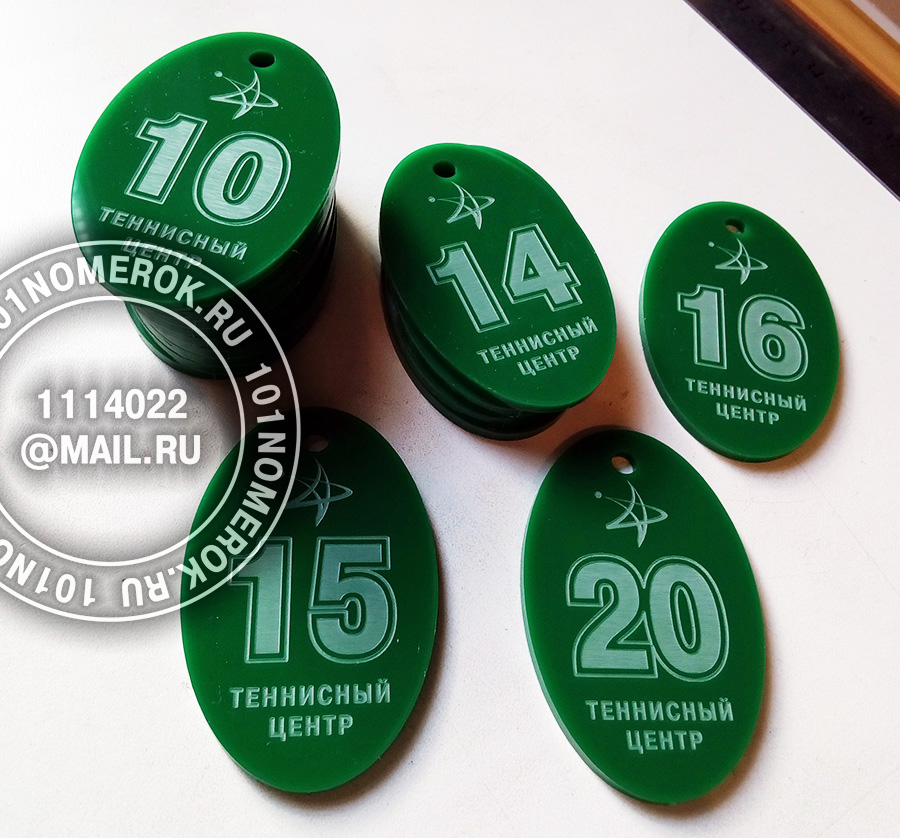 10
ТЕННИСНЫЙ
ЦЕНТР
14
ТЕННИСНЫЙ
ЦЕНТР
16
ТЕННИСНЫЙ
ЦЕНТР
15
ТЕННИСНЫЙ
ЦЕНТР
20
ТЕННИСНЫЙ
ЦЕНТР
101NOMEROK.RU 101NOMEROK.RU 101NO
1114022
@MAIL.RU